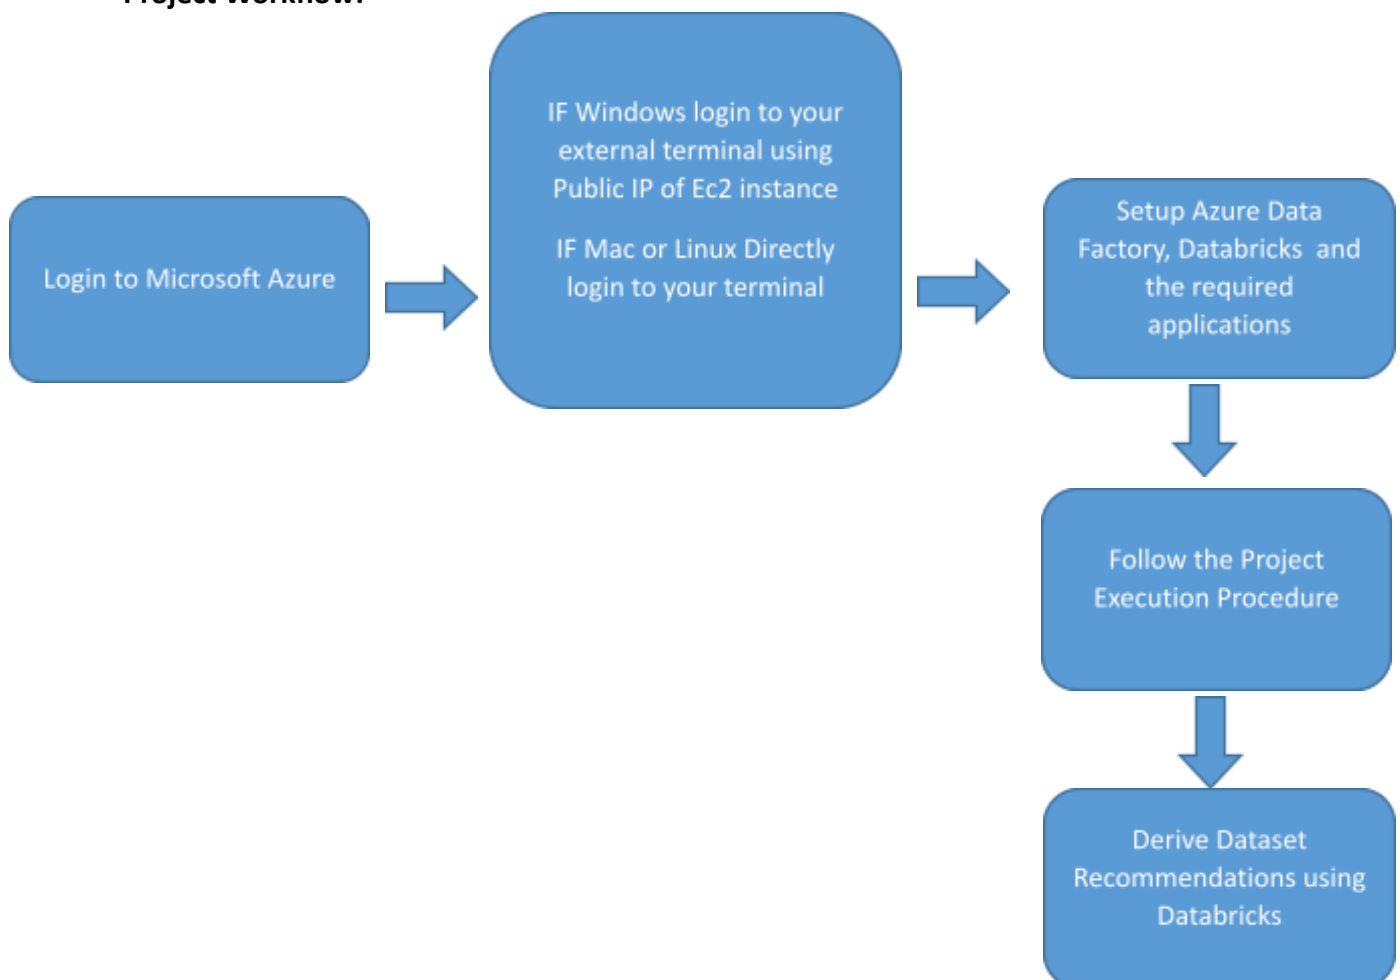 Project Workflow:
IF Windows login to your
external terminal using
Public IP of Ec2 instance
IF Mac or Linux Directly
login to your terminal
Login to Microsoft Azure
Setup Azure Data
Factory, Databricks and
the required
applications
Follow the Project
Execution Procedure
Derive Dataset
Recommendations using
Databricks